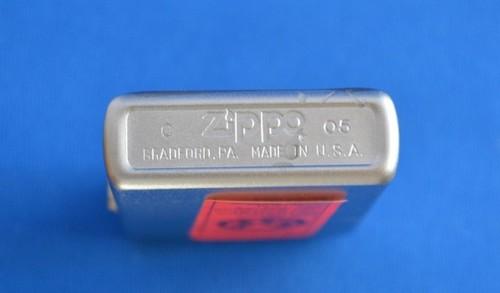 C Zippo 05
BRADFORD, PA. MADE IN U.S.A.